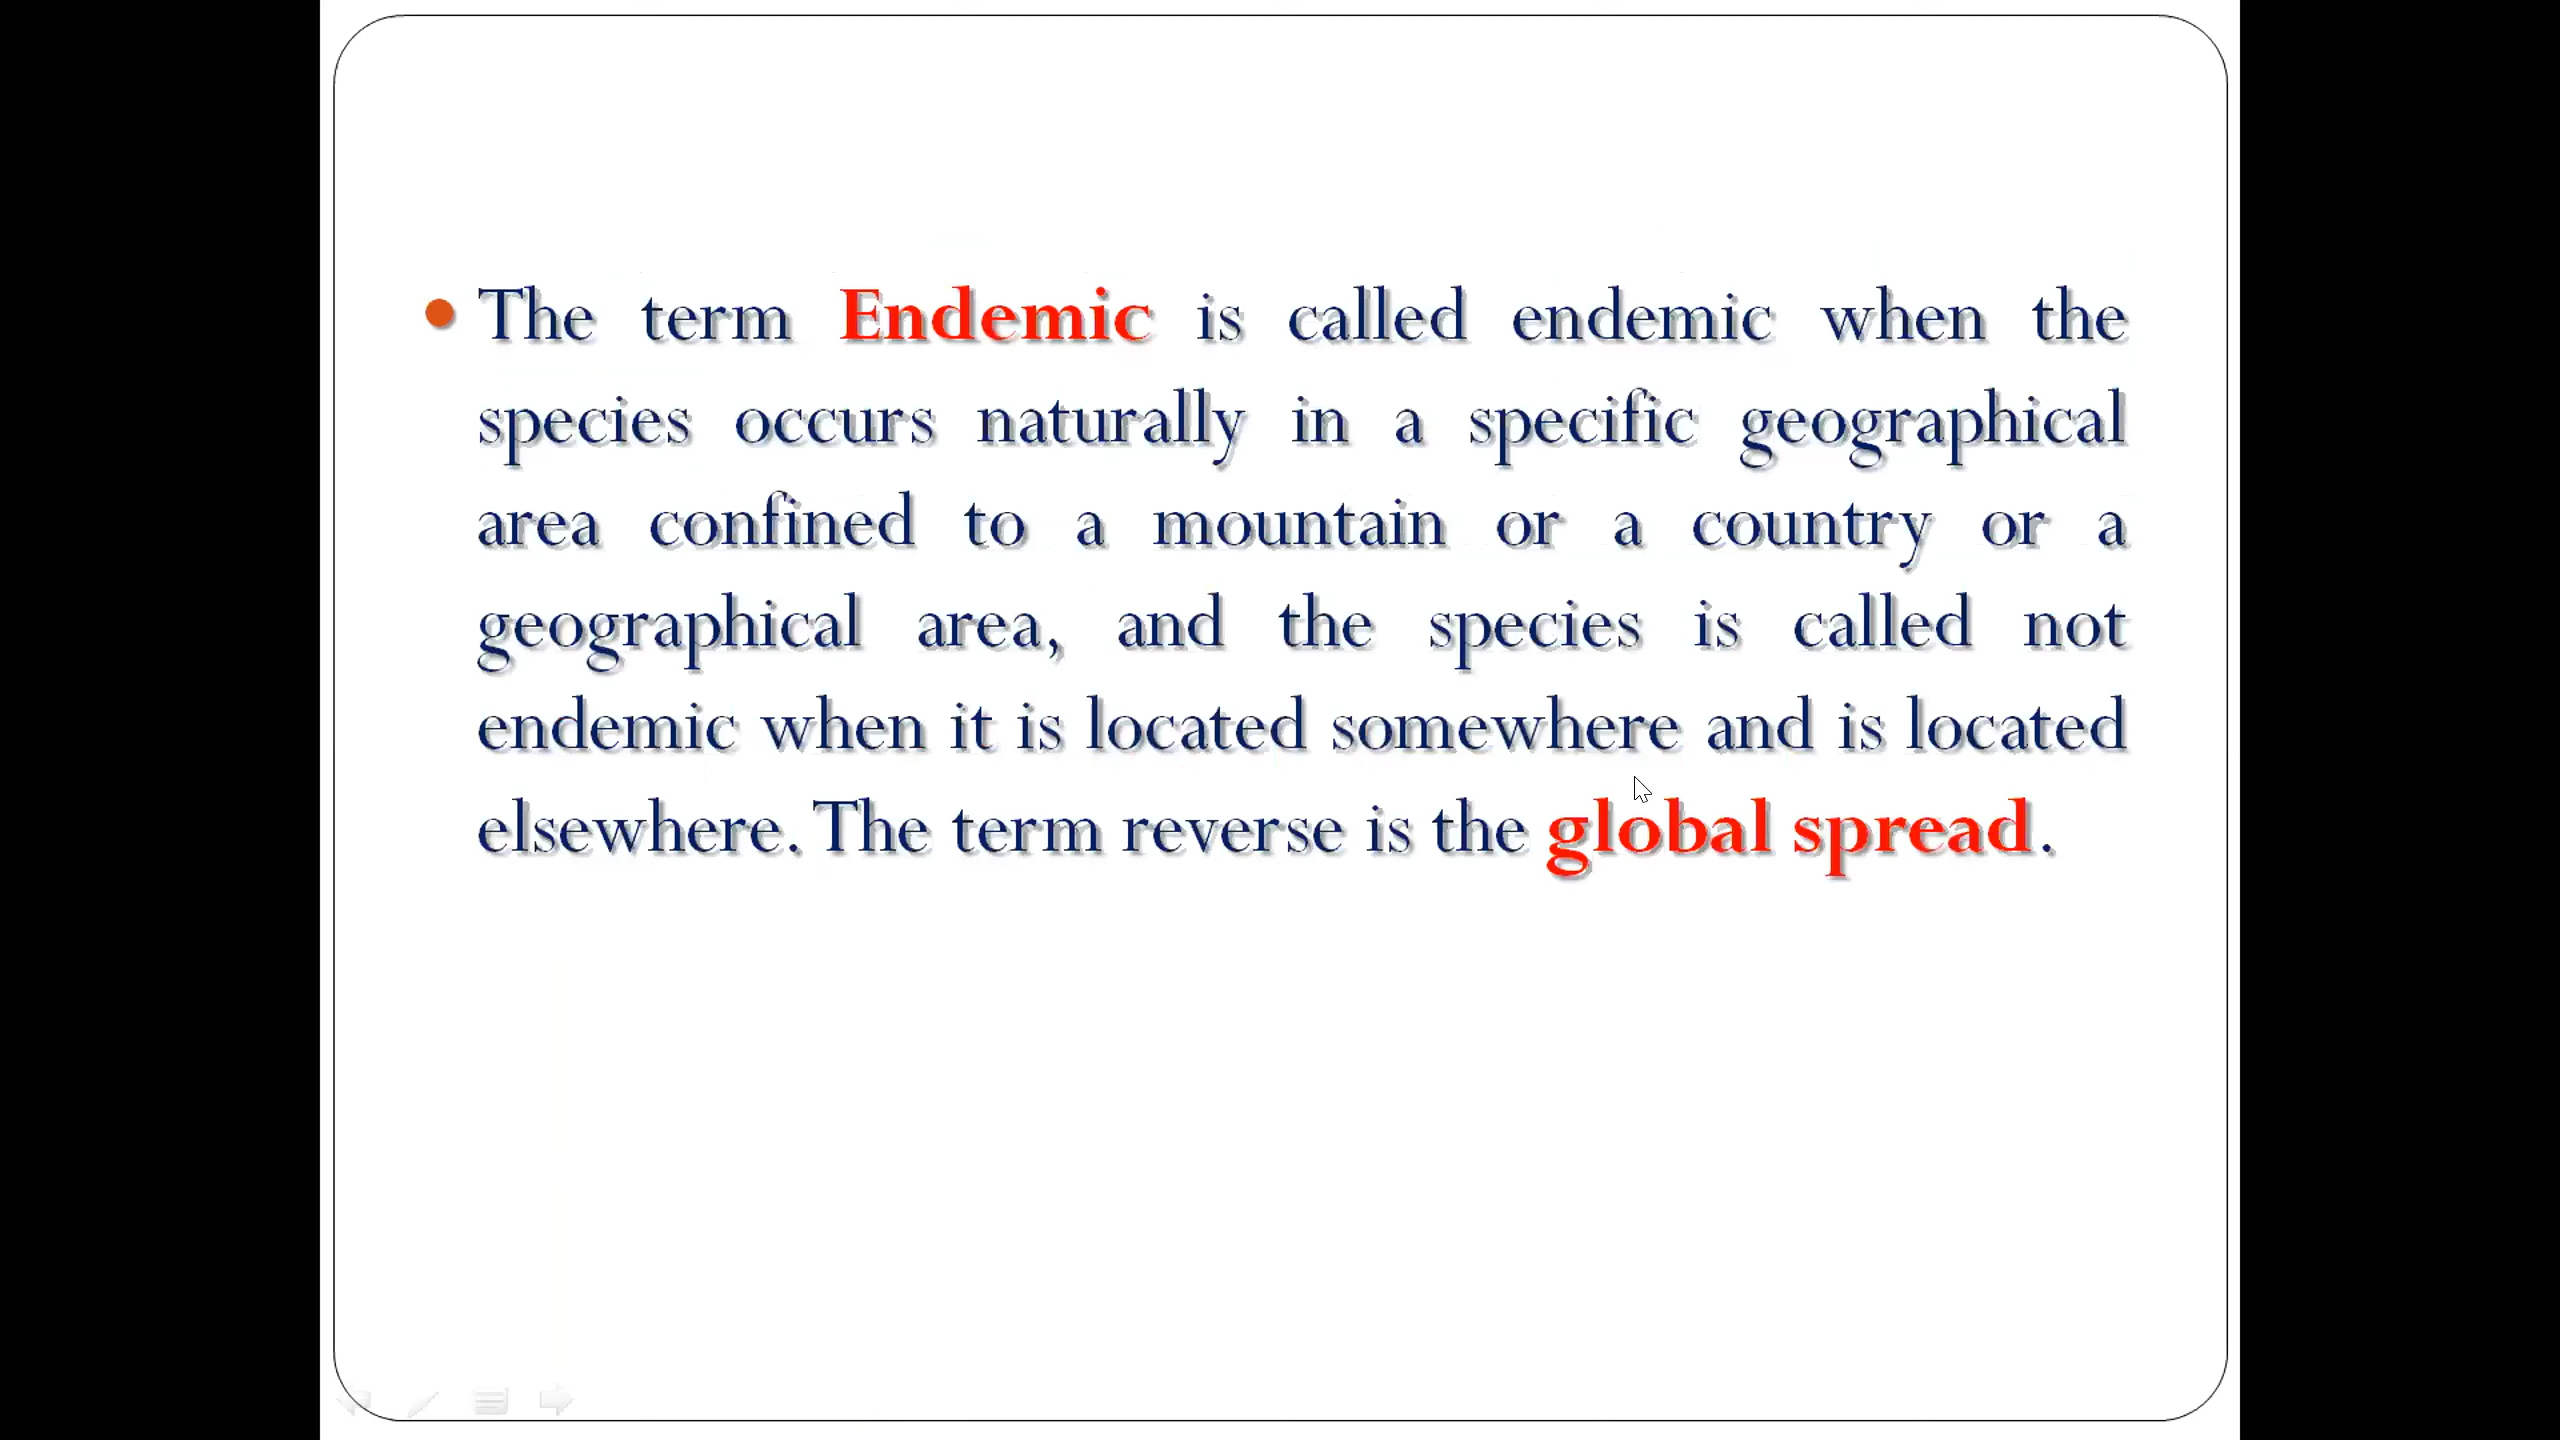 The term Endemic is called endemic when the
species occurs naturally in a specific geographical
area confined to a mountain or a country or a
geographical area, and the species is called not
endemic when it is located somewhere and is located
elsewhere. The term reverse is the global spread.